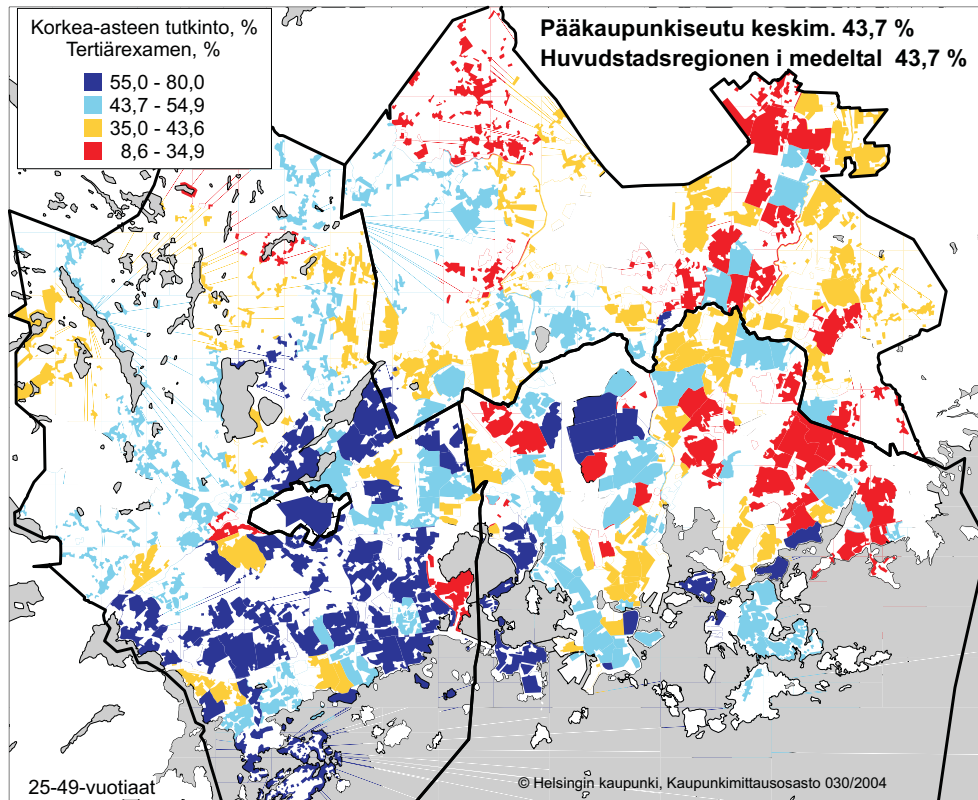 Korkea-asteen tutkinto, %
Tertiärexamen, %
55,0 - 80,0
43,7 - 54,9
35,0 - 43,6
8,6 - 34,9
Pääkaupunkiseutu keskim. 43,7 %
Huvudstadsregionen i medeltal 43,7 %
25-49-vuotiaat
© Helsingin kaupunki, Kaupunkimittausosasto 030/2004